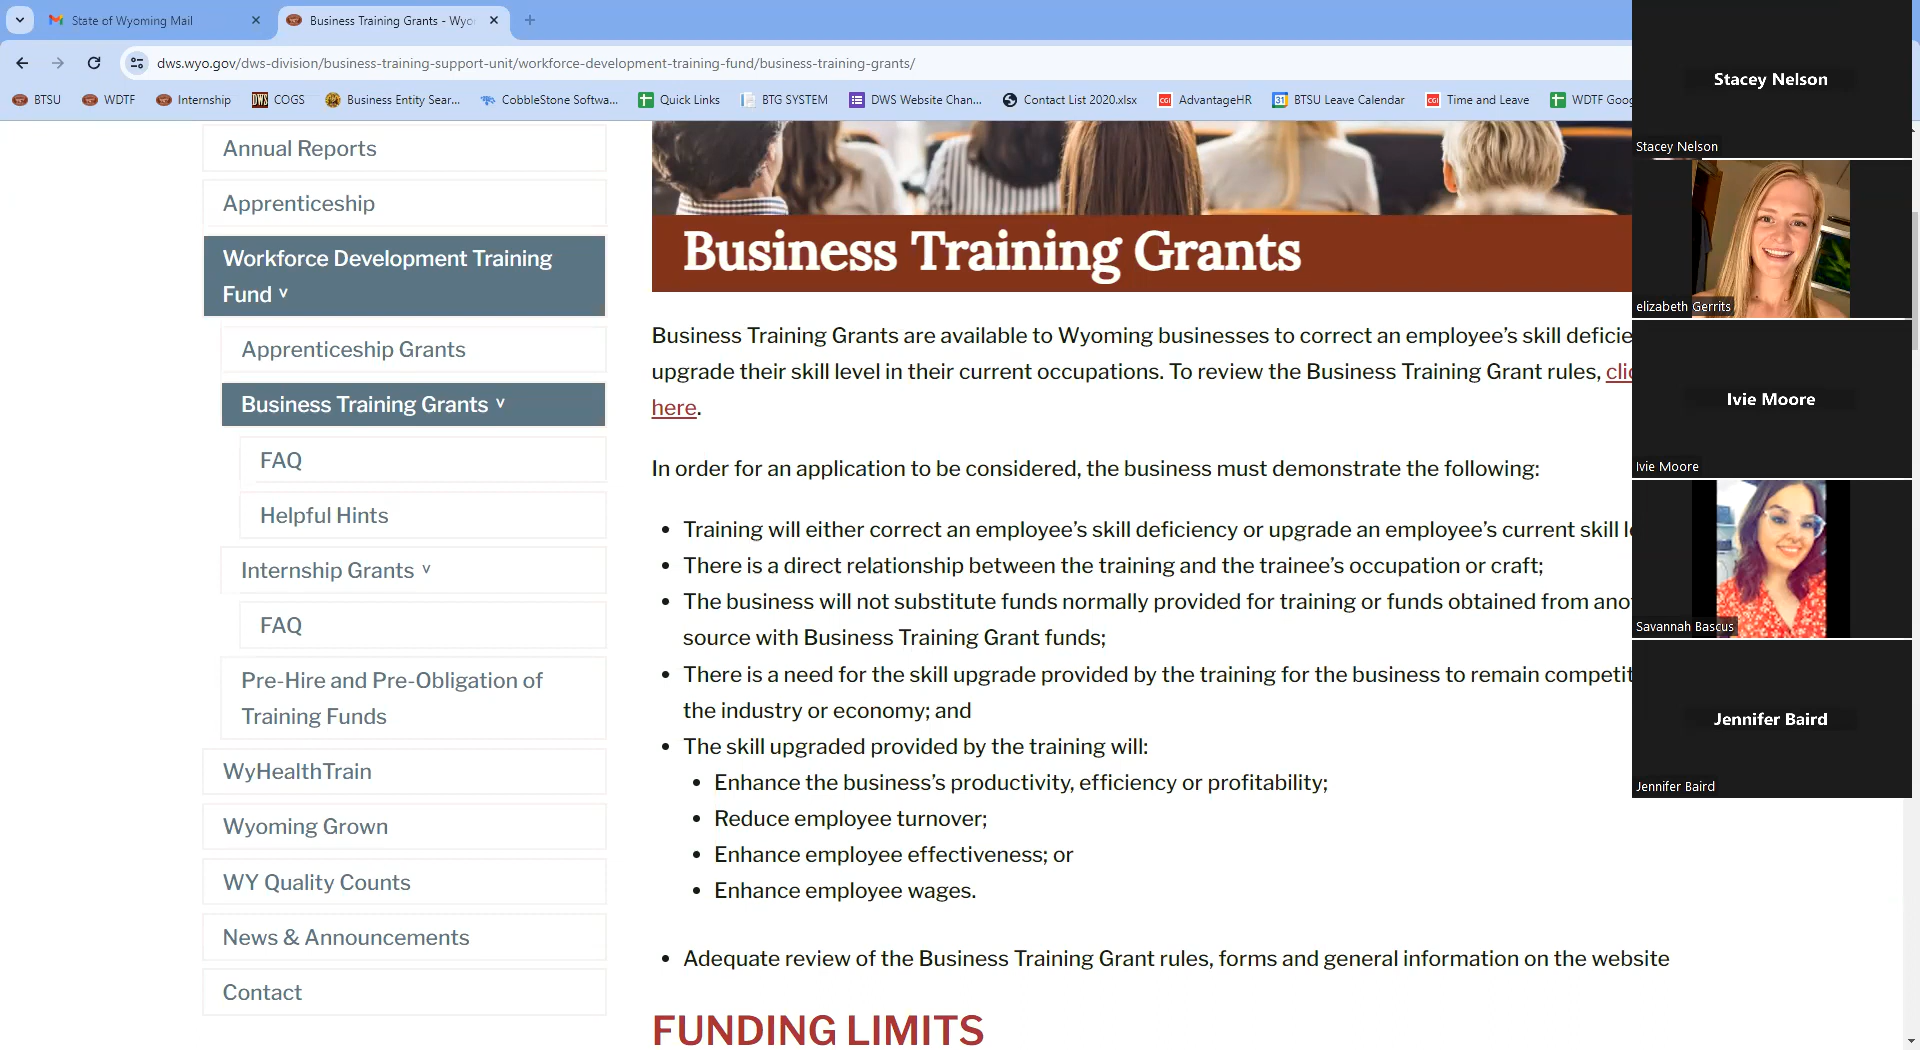 State of Wyoming Mail
Business Training Grants - Wyo
dws.wyo.gov/dws-division/business-training-support-unit/workforce-development-training-fund/business-training-grants/
BTSU
WDTF
Internship
DWS
COGS
Business Entity Sear...
CobbleStone Softwa...
Quick Links
BTG SYSTEM
DWS Website Chan...
Contact List 2020.xlsx
CGI
AdvantageHR
31
BTSU Leave Calendar
CGI
Time and Leave
WDTF Goog
Annual Reports
Apprenticeship
Workforce Development Training
Fund
Apprenticeship Grants
Business Training Grants
FAQ
Helpful Hints
Internship Grants
FAQ
Pre-Hire and Pre-Obligation of
Training Funds
WyHealthTrain
Wyoming Grown
WY Quality Counts
News & Announcements
Contact
Business Training Grants
Business Training Grants are available to Wyoming businesses to correct an employee’s skill deficie
upgrade their skill level in their current occupations. To review the Business Training Grant rules, clic
here.
In order for an application to be considered, the business must demonstrate the following:
• Training will either correct an employee’s skill deficiency or upgrade an employee’s current skill l
• There is a direct relationship between the training and the trainee’s occupation or craft;
• The business will not substitute funds normally provided for training or funds obtained from ano
source with Business Training Grant funds;
• There is a need for the skill upgrade provided by the training for the business to remain competit
the industry or economy; and
• The skill upgraded provided by the training will:
• Enhance the business’s productivity, efficiency or profitability;
• Reduce employee turnover;
• Enhance employee effectiveness; or
• Enhance employee wages.
• Adequate review of the Business Training Grant rules, forms and general information on the website
FUNDING LIMITS
Stacey Nelson
Stacey Nelson
elizabeth Gerrits
Ivie Moore
Ivie Moore
Savannah Bascus
Jennifer Baird
Jennifer Baird